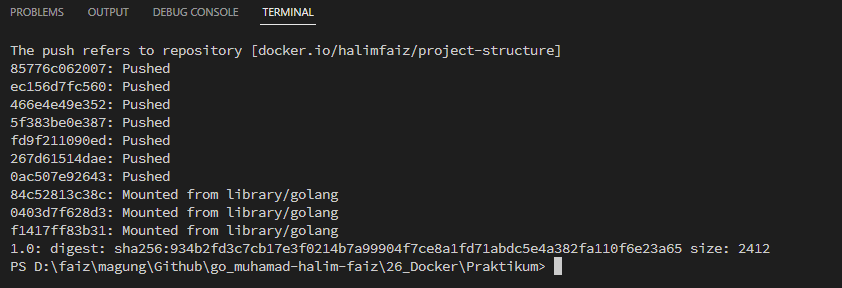 PROBLEMS OUTPUT DEBUG CONSOLE TERMINAL
The push refers to repository [docker.io/halimfaiz/project-structure]
85776c062007: Pushed
ec156d7fc560: Pushed
466e4e49e352: Pushed
5f383be0e387: Pushed
fd9f211090ed: Pushed
267d61514dae: Pushed
0ac507e92643: Pushed
84c52813c38c: Mounted from library/golang
0403d7f628d3: Mounted from library/golang
f1417ff83b31: Mounted from library/golang
1.0: digest: sha256:934b2fd3c7cb17e3f0214b7a99904f7ce8a1fd71abdc5e4a382fa110f6e23a65 size: 2412
PS D:\faiz\magung\Github\go_muhamad-halim-faiz\26_Docker\Praktikum>